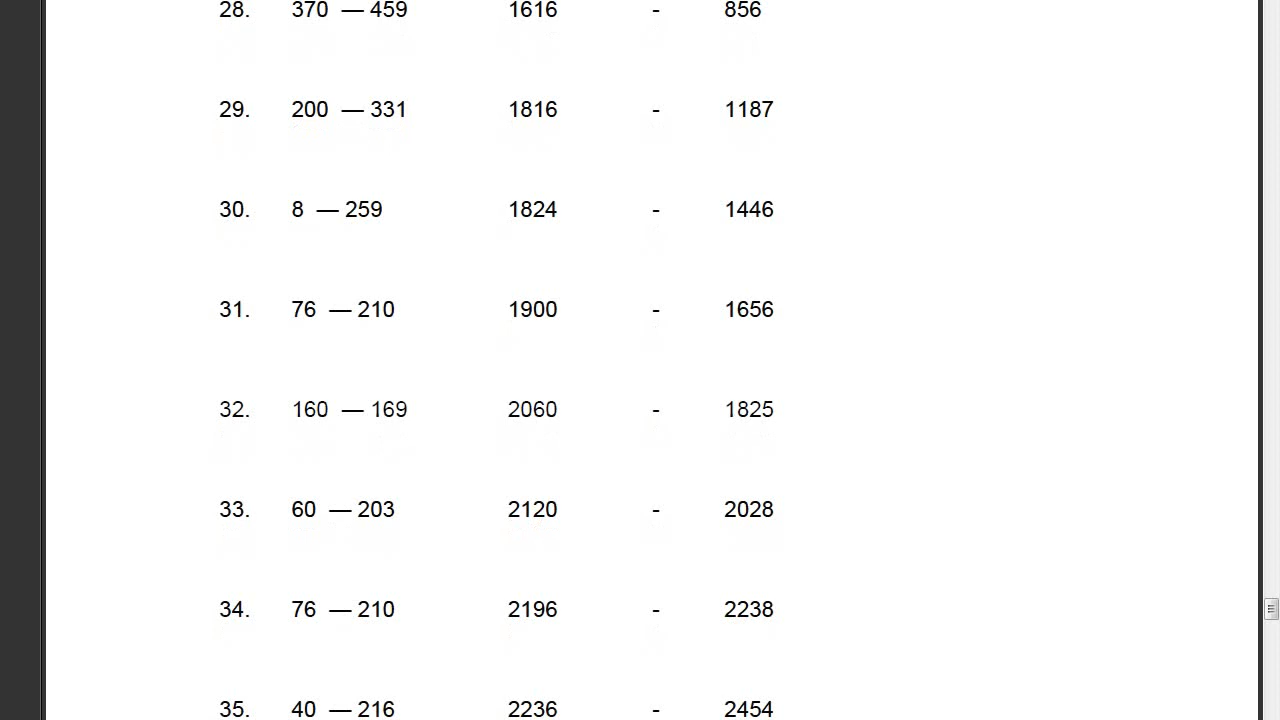 28. 370 — 459 1616 - 856
29. 200 — 331 1816 - 1187
30. 8 — 259 1824 - 1446
31. 76 — 210 1900 - 1656
32. 160 — 169 2060 - 1825
33. 60 — 203 2120 - 2028
34. 76 — 210 2196 - 2238
35. 40 — 216 2236 - 2454